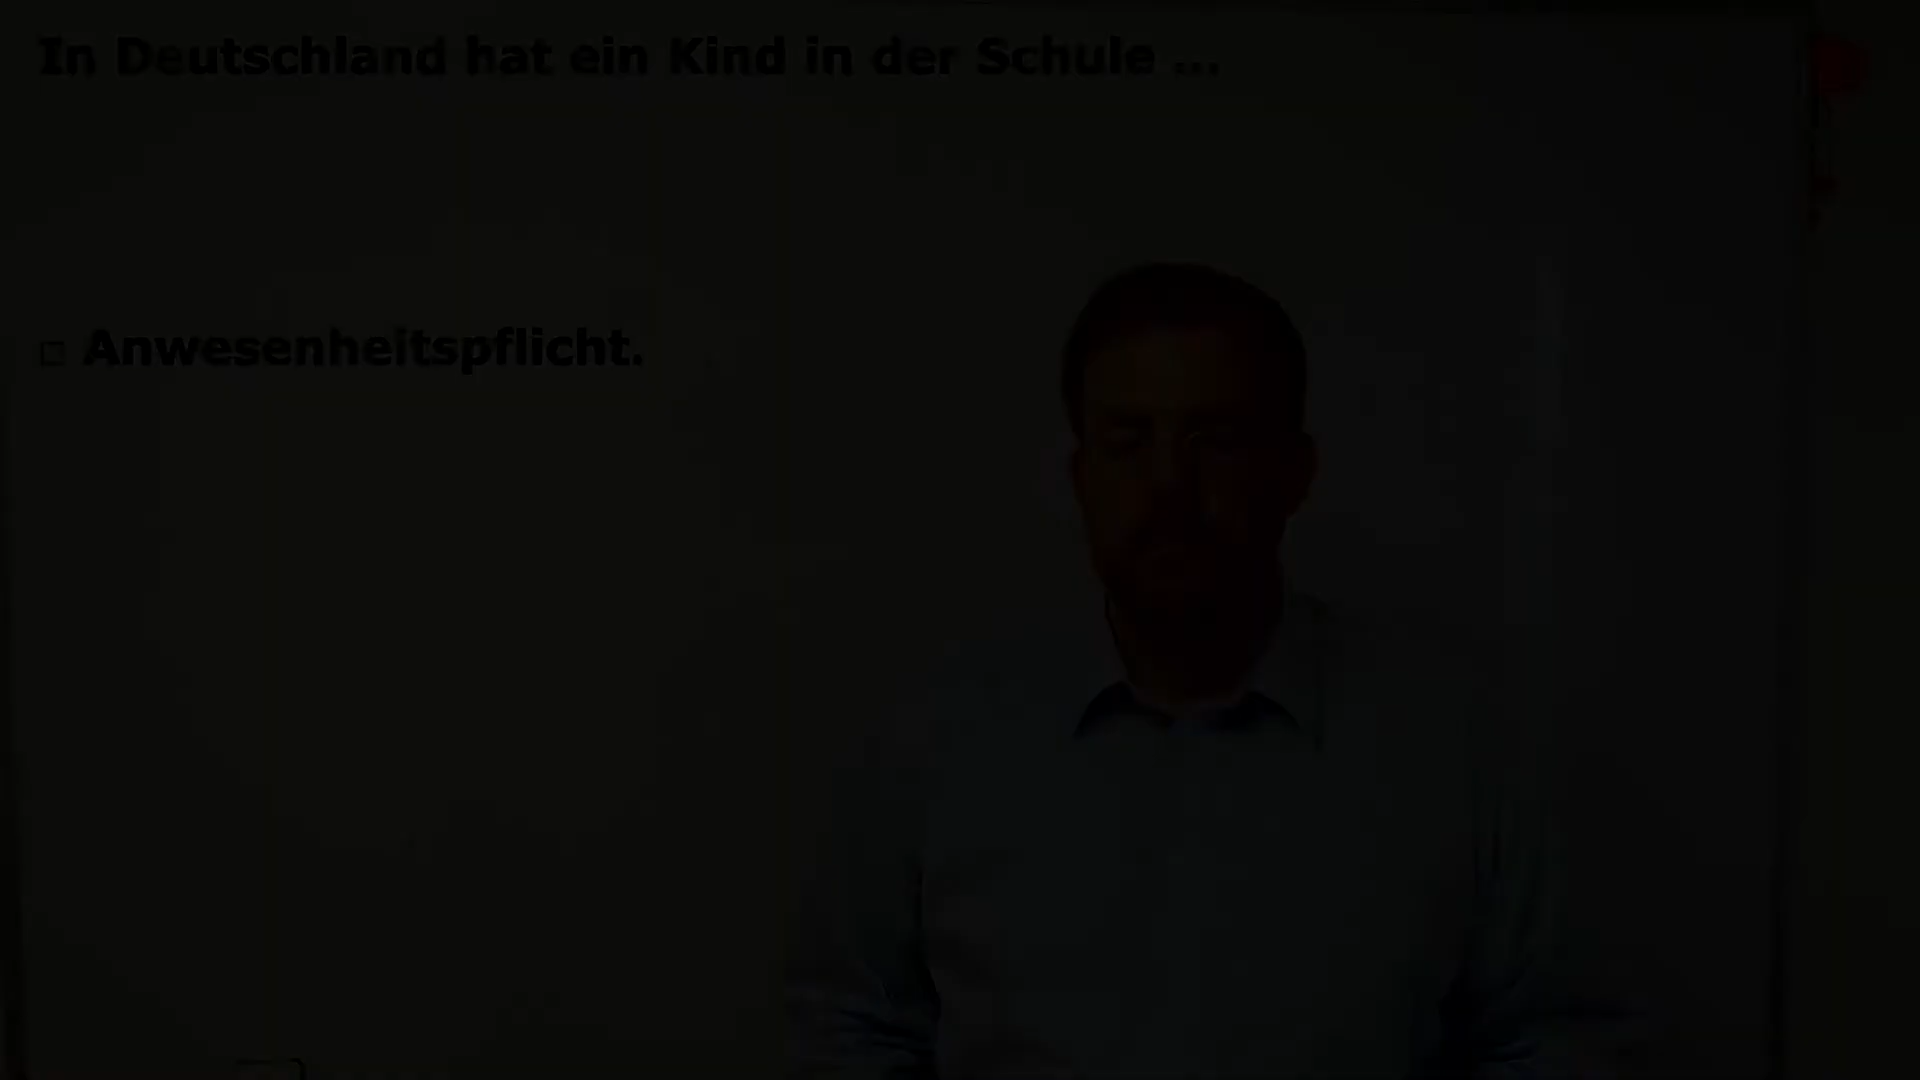 In Deutschland hat ein Kind in der Schule ...
□ Anwesenheitspflicht.